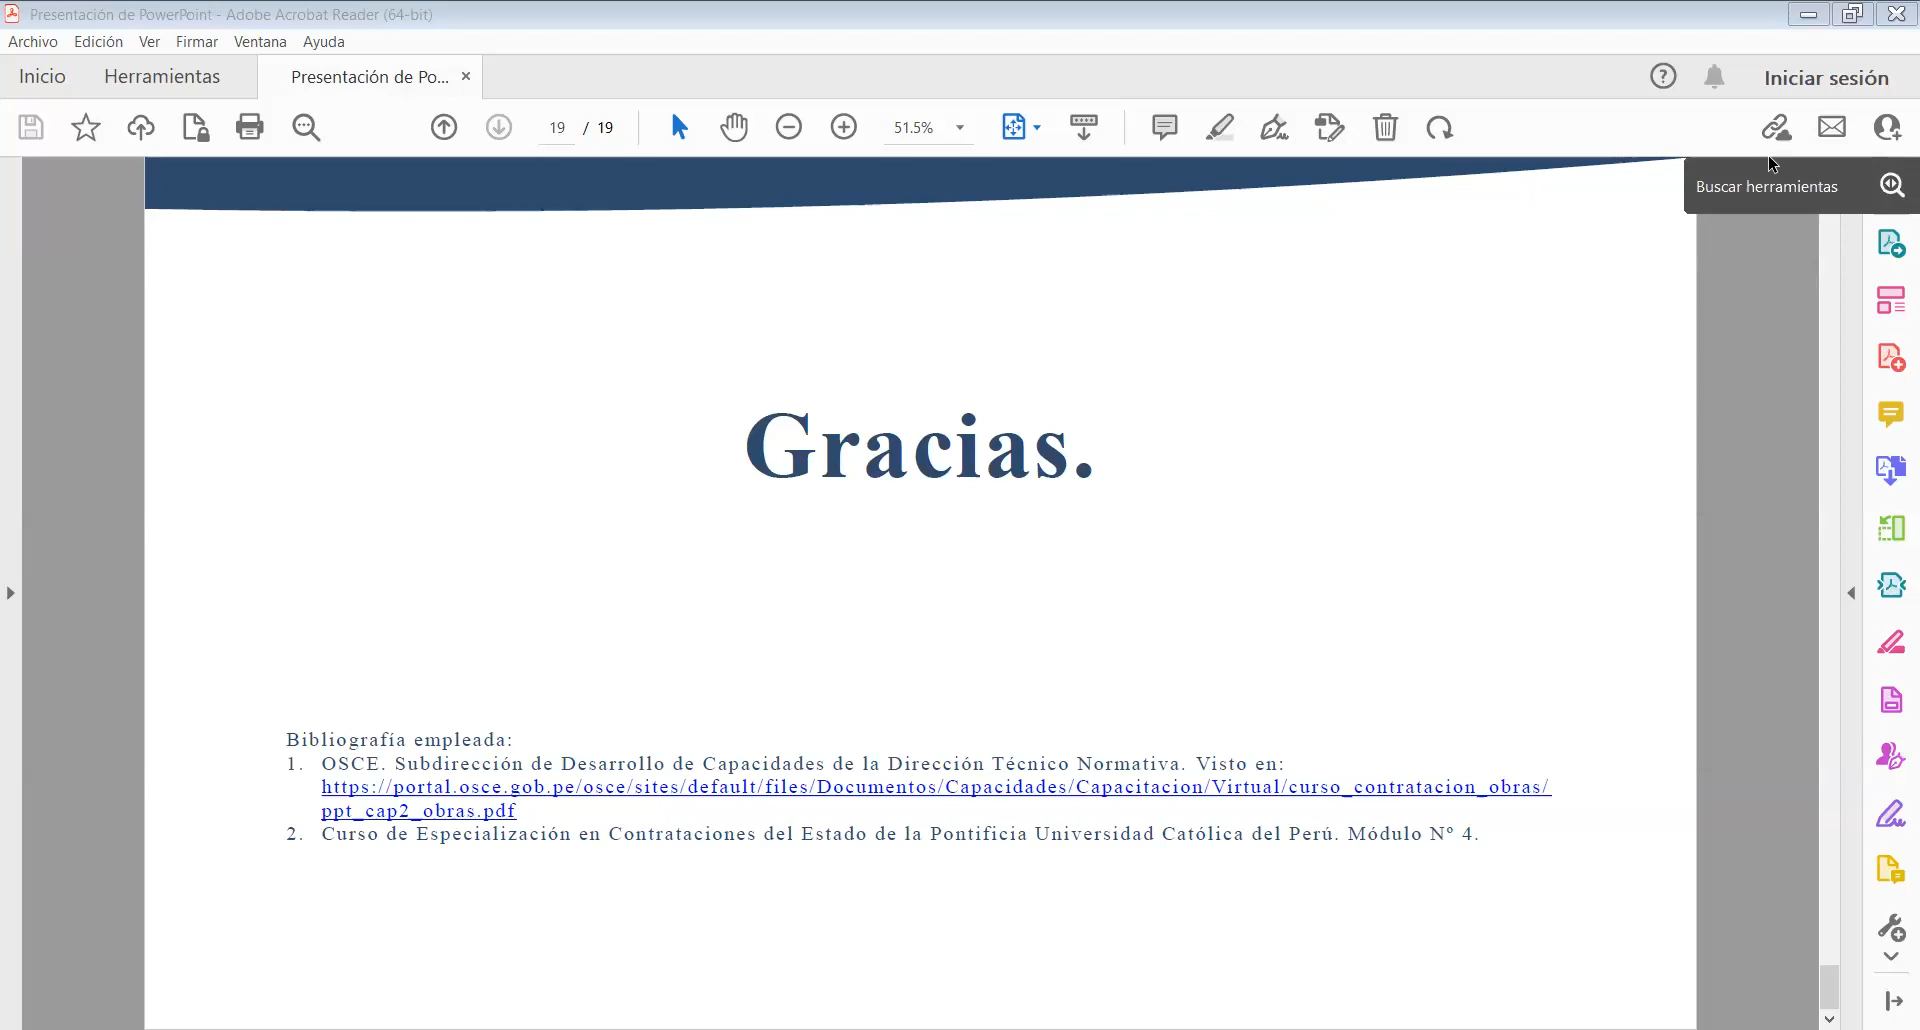 Presentación de PowerPoint - Adobe Acrobat Reader (64-bit)
Archivo Edición Ver Firmar Ventana Ayuda
Inicio Herramientas Presentación de Po... Iniciar sesión
19 / 19 51.5%
Buscar herramientas
Gracias.
Bibliografía empleada:
1. OSCE. Subdirección de Desarrollo de Capacidades de la Dirección Técnico Normativa. Visto en:
https://portal.osce.gob.pe/osce/sites/default/files/Documentos/Capacidades/Capacitacion/Virtual/curso_contratacion_obras/
ppt_cap2_obras.pdf
2. Curso de Especialización en Contrataciones del Estado de la Pontificia Universidad Católica del Perú. Módulo Nº 4.